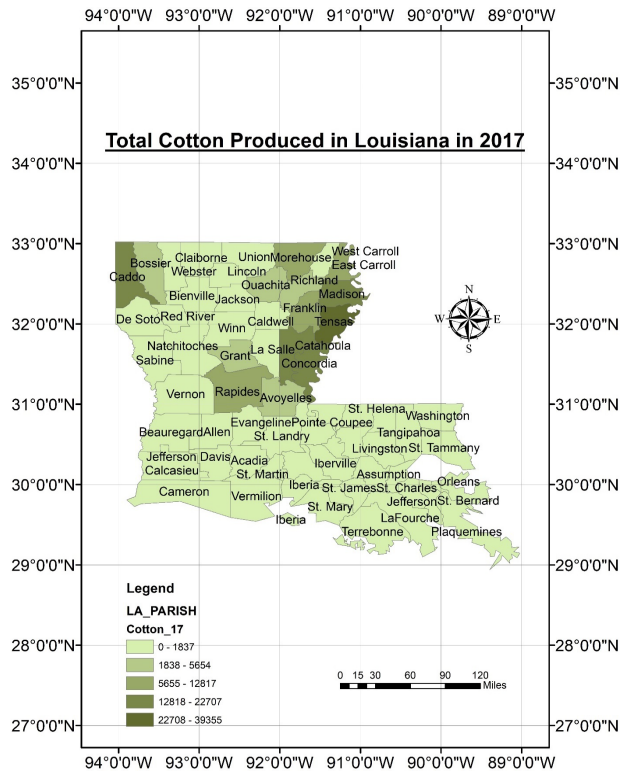 94°0'0"W 93°0'0"W 92°0'0"W 91°0'0"W 90°0'0"W 89°0'0"W
35°0'0"N 35°0'0"N
Total Cotton Produced in Louisiana in 2017
34°0'0"N 34°0'0"N
33°0'0"N 33°0'0"N
Claiborne Union Morehouse West Carroll
Bossier Webster Lincoln East Carroll
Caddo Ouachita Richland
Bienville Jackson Madison
De Soto Red River Caldwell Franklin Tensas
N
W E
S
32°0'0"N 32°0'0"N
Winn
Natchitoches La Salle Catahoula
Sabine Grant Concordia
Vernon Rapides Avoyelles
31°0'0"N 31°0'0"N
St. Helena Washington
Evangeline Pointe Coupee
Beauregard Allen St. Landry Tangipahoa
Livingston St. Tammany
Jefferson Davis Acadia Iberville
Calcasieu St. Martin Assumption
30°0'0"N 30°0'0"N
Cameron Vermilion Iberia St. James St. Charles Orleans
St. Mary Jefferson St. Bernard
Iberia LaFourche
Terrebonne Plaquemines
29°0'0"N 29°0'0"N
Legend
LA_PARISH
Cotton_17
0 - 1837
1838 - 5654
5655 - 12817
12818 - 22707
22708 - 39355
28°0'0"N 28°0'0"N
0 15 30 60 90 120
Miles
27°0'0"N 27°0'0"N
94°0'0"W 93°0'0"W 92°0'0"W 91°0'0"W 90°0'0"W 89°0'0"W